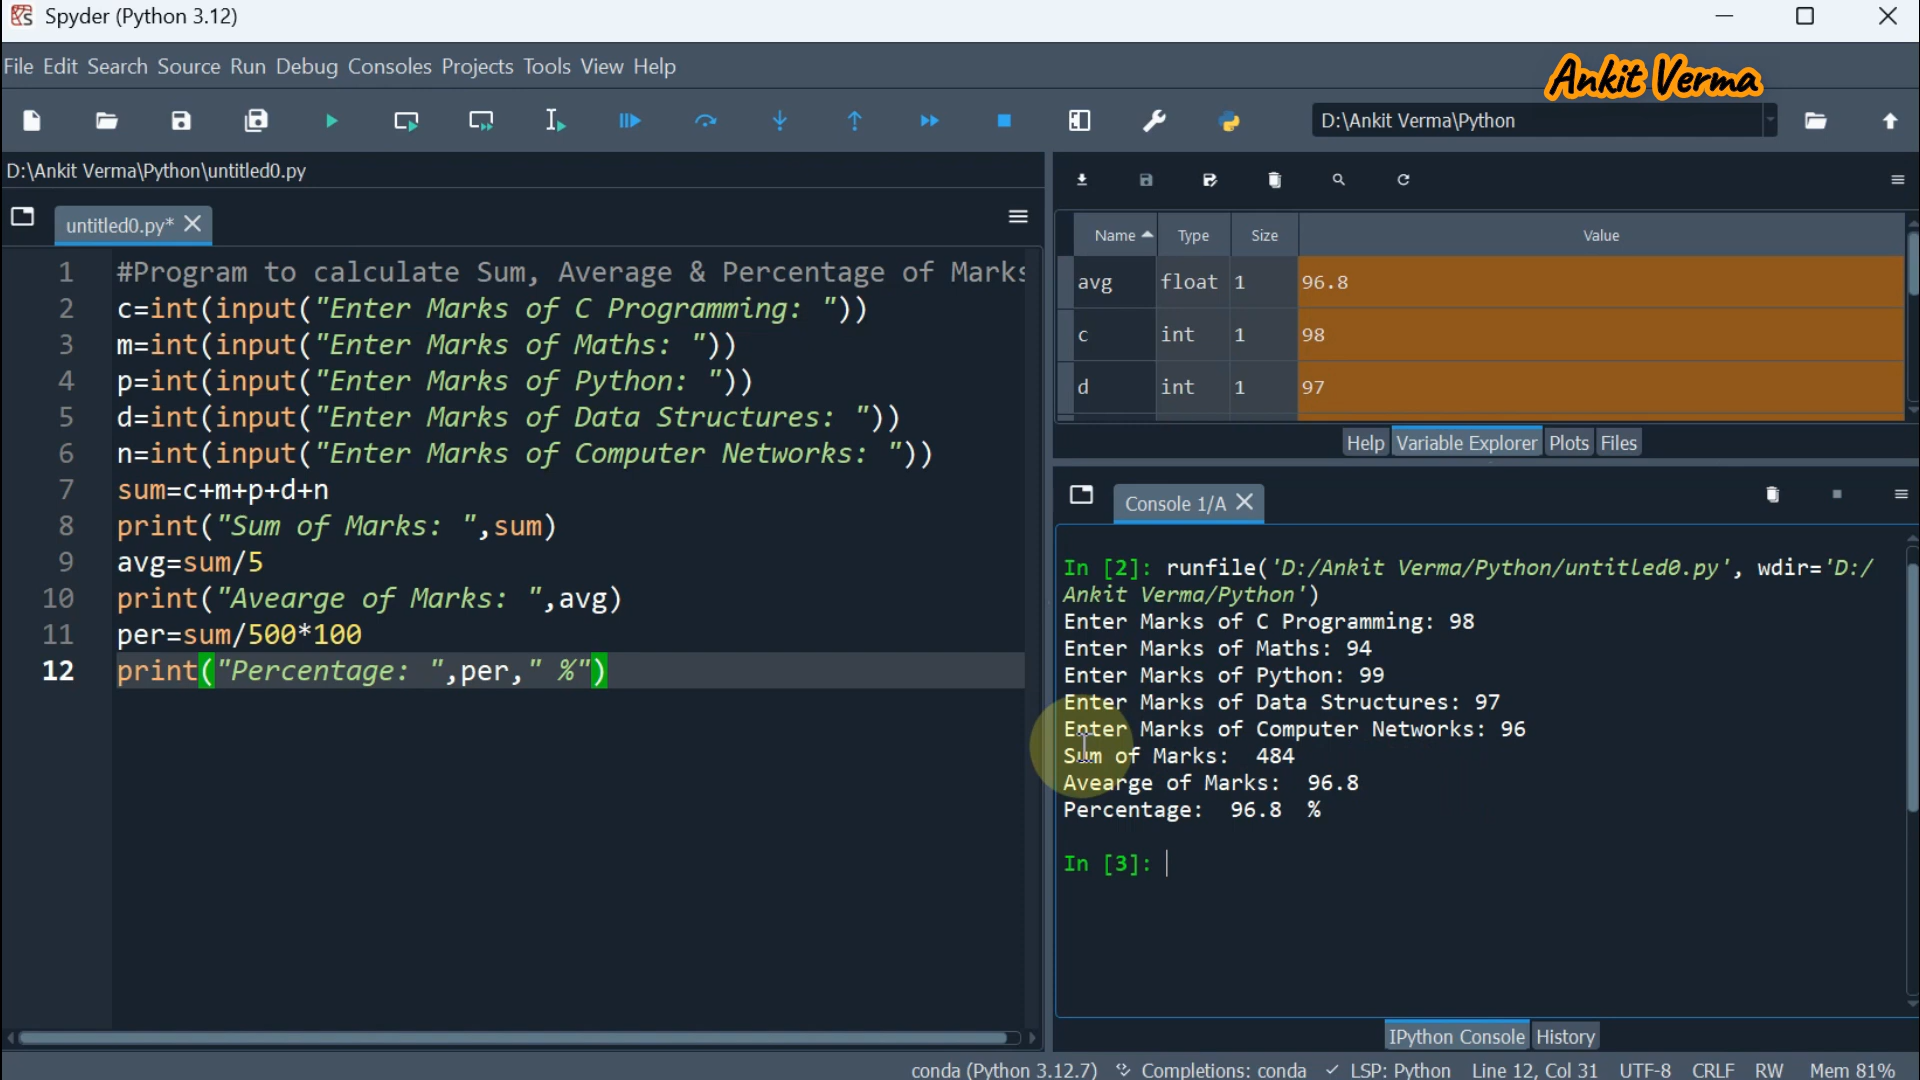 Spyder (Python 3.12)
File Edit Search Source Run Debug Consoles Projects Tools View Help
Ankit Verma
D:\Ankit Verma\Python
D:\Ankit Verma\Python\untitled0.py
untitled0.py*
1 #Program to calculate Sum, Average & Percentage of Marks
2 c=int(input("Enter Marks of C Programming: "))
3 m=int(input("Enter Marks of Maths: "))
4 p=int(input("Enter Marks of Python: "))
5 d=int(input("Enter Marks of Data Structures: "))
6 n=int(input("Enter Marks of Computer Networks: "))
7 sum=c+m+p+d+n
8 print("Sum of Marks: ",sum)
9 avg=sum/5
10 print("Avearge of Marks: ",avg)
11 per=sum/500*100
12 print("Percentage: ",per," %")
Name Type Size Value
avg float 1 96.8
c int 1 98
d int 1 97
Help Variable Explorer Plots Files
Console 1/A
In [2]: runfile('D:/Ankit Verma/Python/untitled0.py', wdir='D:/
Ankit Verma/Python')
Enter Marks of C Programming: 98
Enter Marks of Maths: 94
Enter Marks of Python: 99
Enter Marks of Data Structures: 97
Enter Marks of Computer Networks: 96
Sum of Marks:  484
Avearge of Marks:  96.8
Percentage:  96.8  %
In [3]:
IPython Console History
conda (Python 3.12.7) Completions: conda LSP: Python Line 12, Col 31 UTF-8 CRLF RW Mem 81%